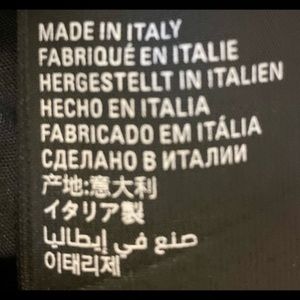 MADE IN ITALY
FABRIQUÉ EN ITALIE
HERGESTELLT IN ITALIEN
HECHO EN ITALIA
FABRICADO EM ITÁLIA
СДЕЛАНО В ИТАЛИИ
产地:意大利
イタリア製
صنع في إيطاليا
이태리제